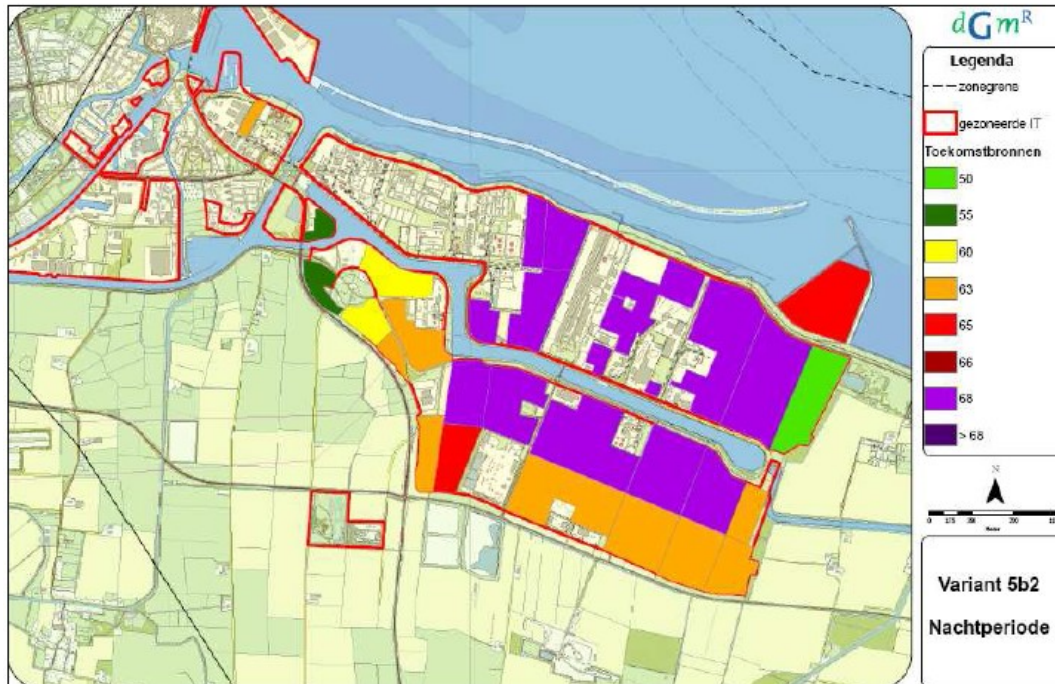 dGmR
Legenda
zonegrens
gezoneerde IT
Toekomstbronnen
50
55
60
63
65
66
68
> 68
N
Variant 5b2
Nachtperiode